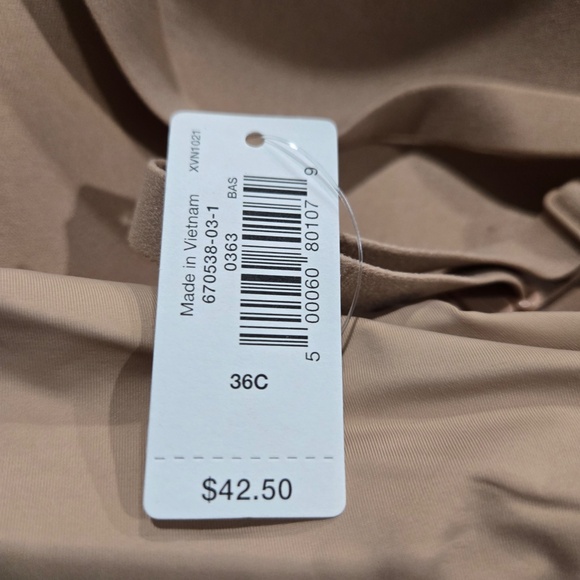 Made in Vietnam XVN1021
670538-03-1
0363 BAS
5 00060 80107 9
36C
$42.50